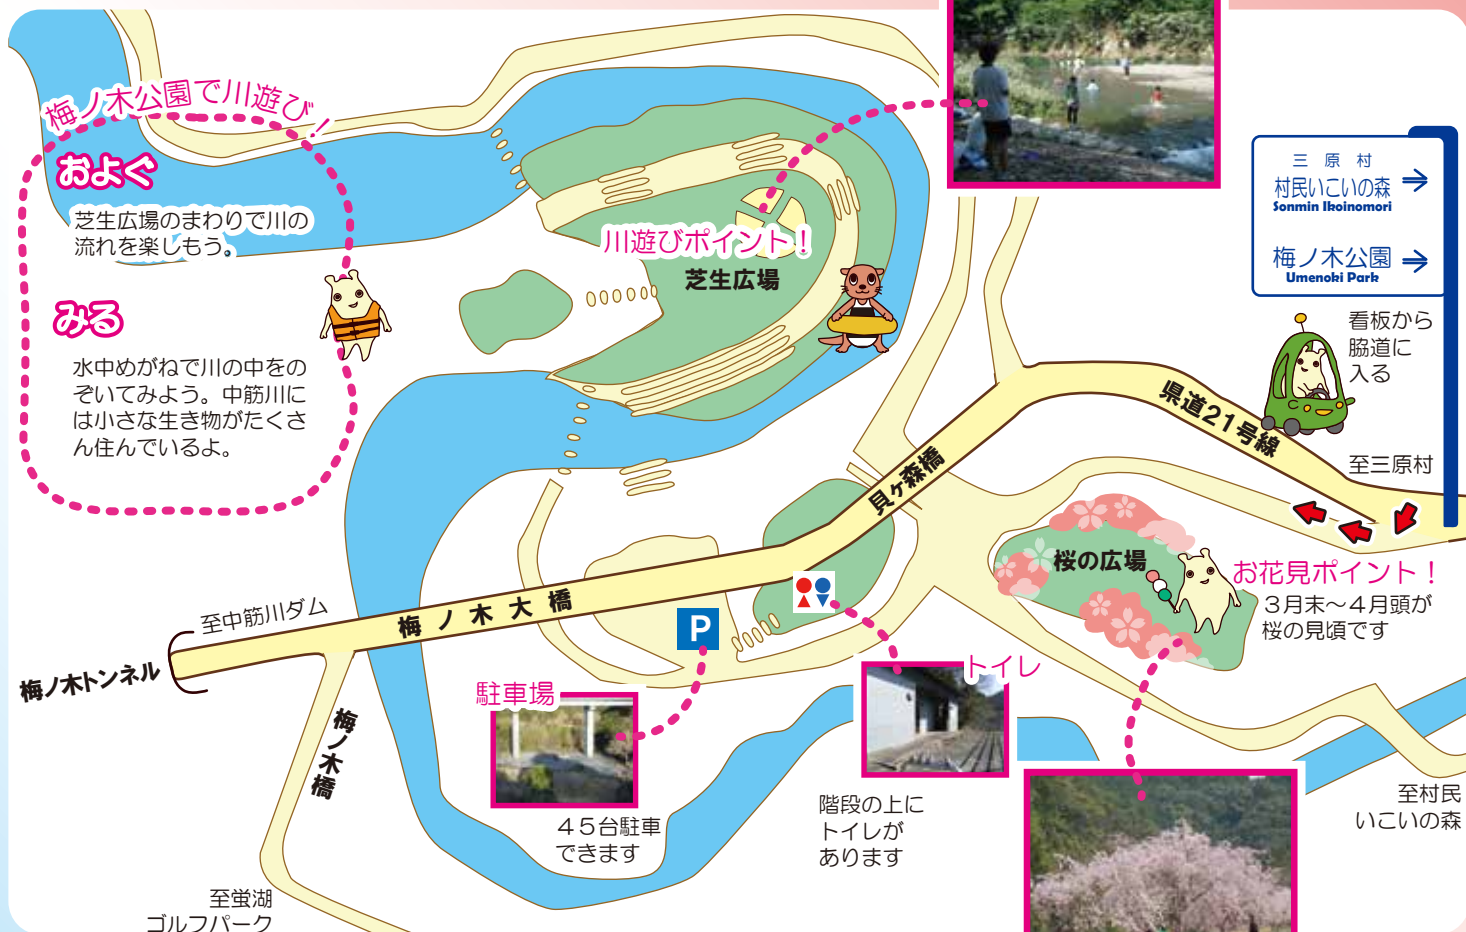 梅ノ木公園で川遊び！
およぐ
芝生広場のまわりで川の
流れを楽しもう。
みる
水中めがねで川の中をの
ぞいてみよう。中筋川に
は小さな生き物がたくさ
ん住んでいるよ。
川遊びポイント！
芝生広場
三原村
村民いこいの森
Sonmin Ikoinomori
梅ノ木公園
Umenoki Park
看板から
脇道に
入る
県道21号線
至三原村
貝ヶ森橋
桜の広場
お花見ポイント！
３月末～４月頭が
桜の見頃です
至中筋川ダム
梅ノ木大橋
梅ノ木トンネル
P
駐車場
４５台駐車
できます
トイレ
階段の上に
トイレが
あります
梅ノ木橋
至蛍湖
ゴルフパーク
至村民
いこいの森